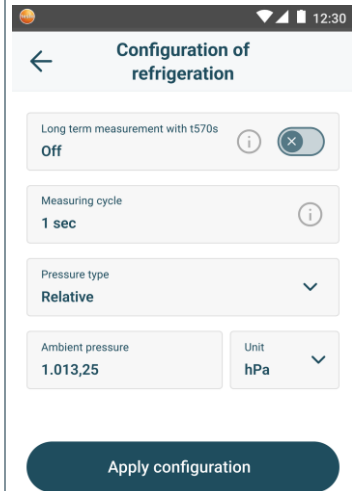 12:30
Configuration of
refrigeration
Long term measurement with t570s
Off
Measuring cycle
1 sec
Pressure type
Relative
Ambient pressure
1.013,25
Unit
hPa
Apply configuration